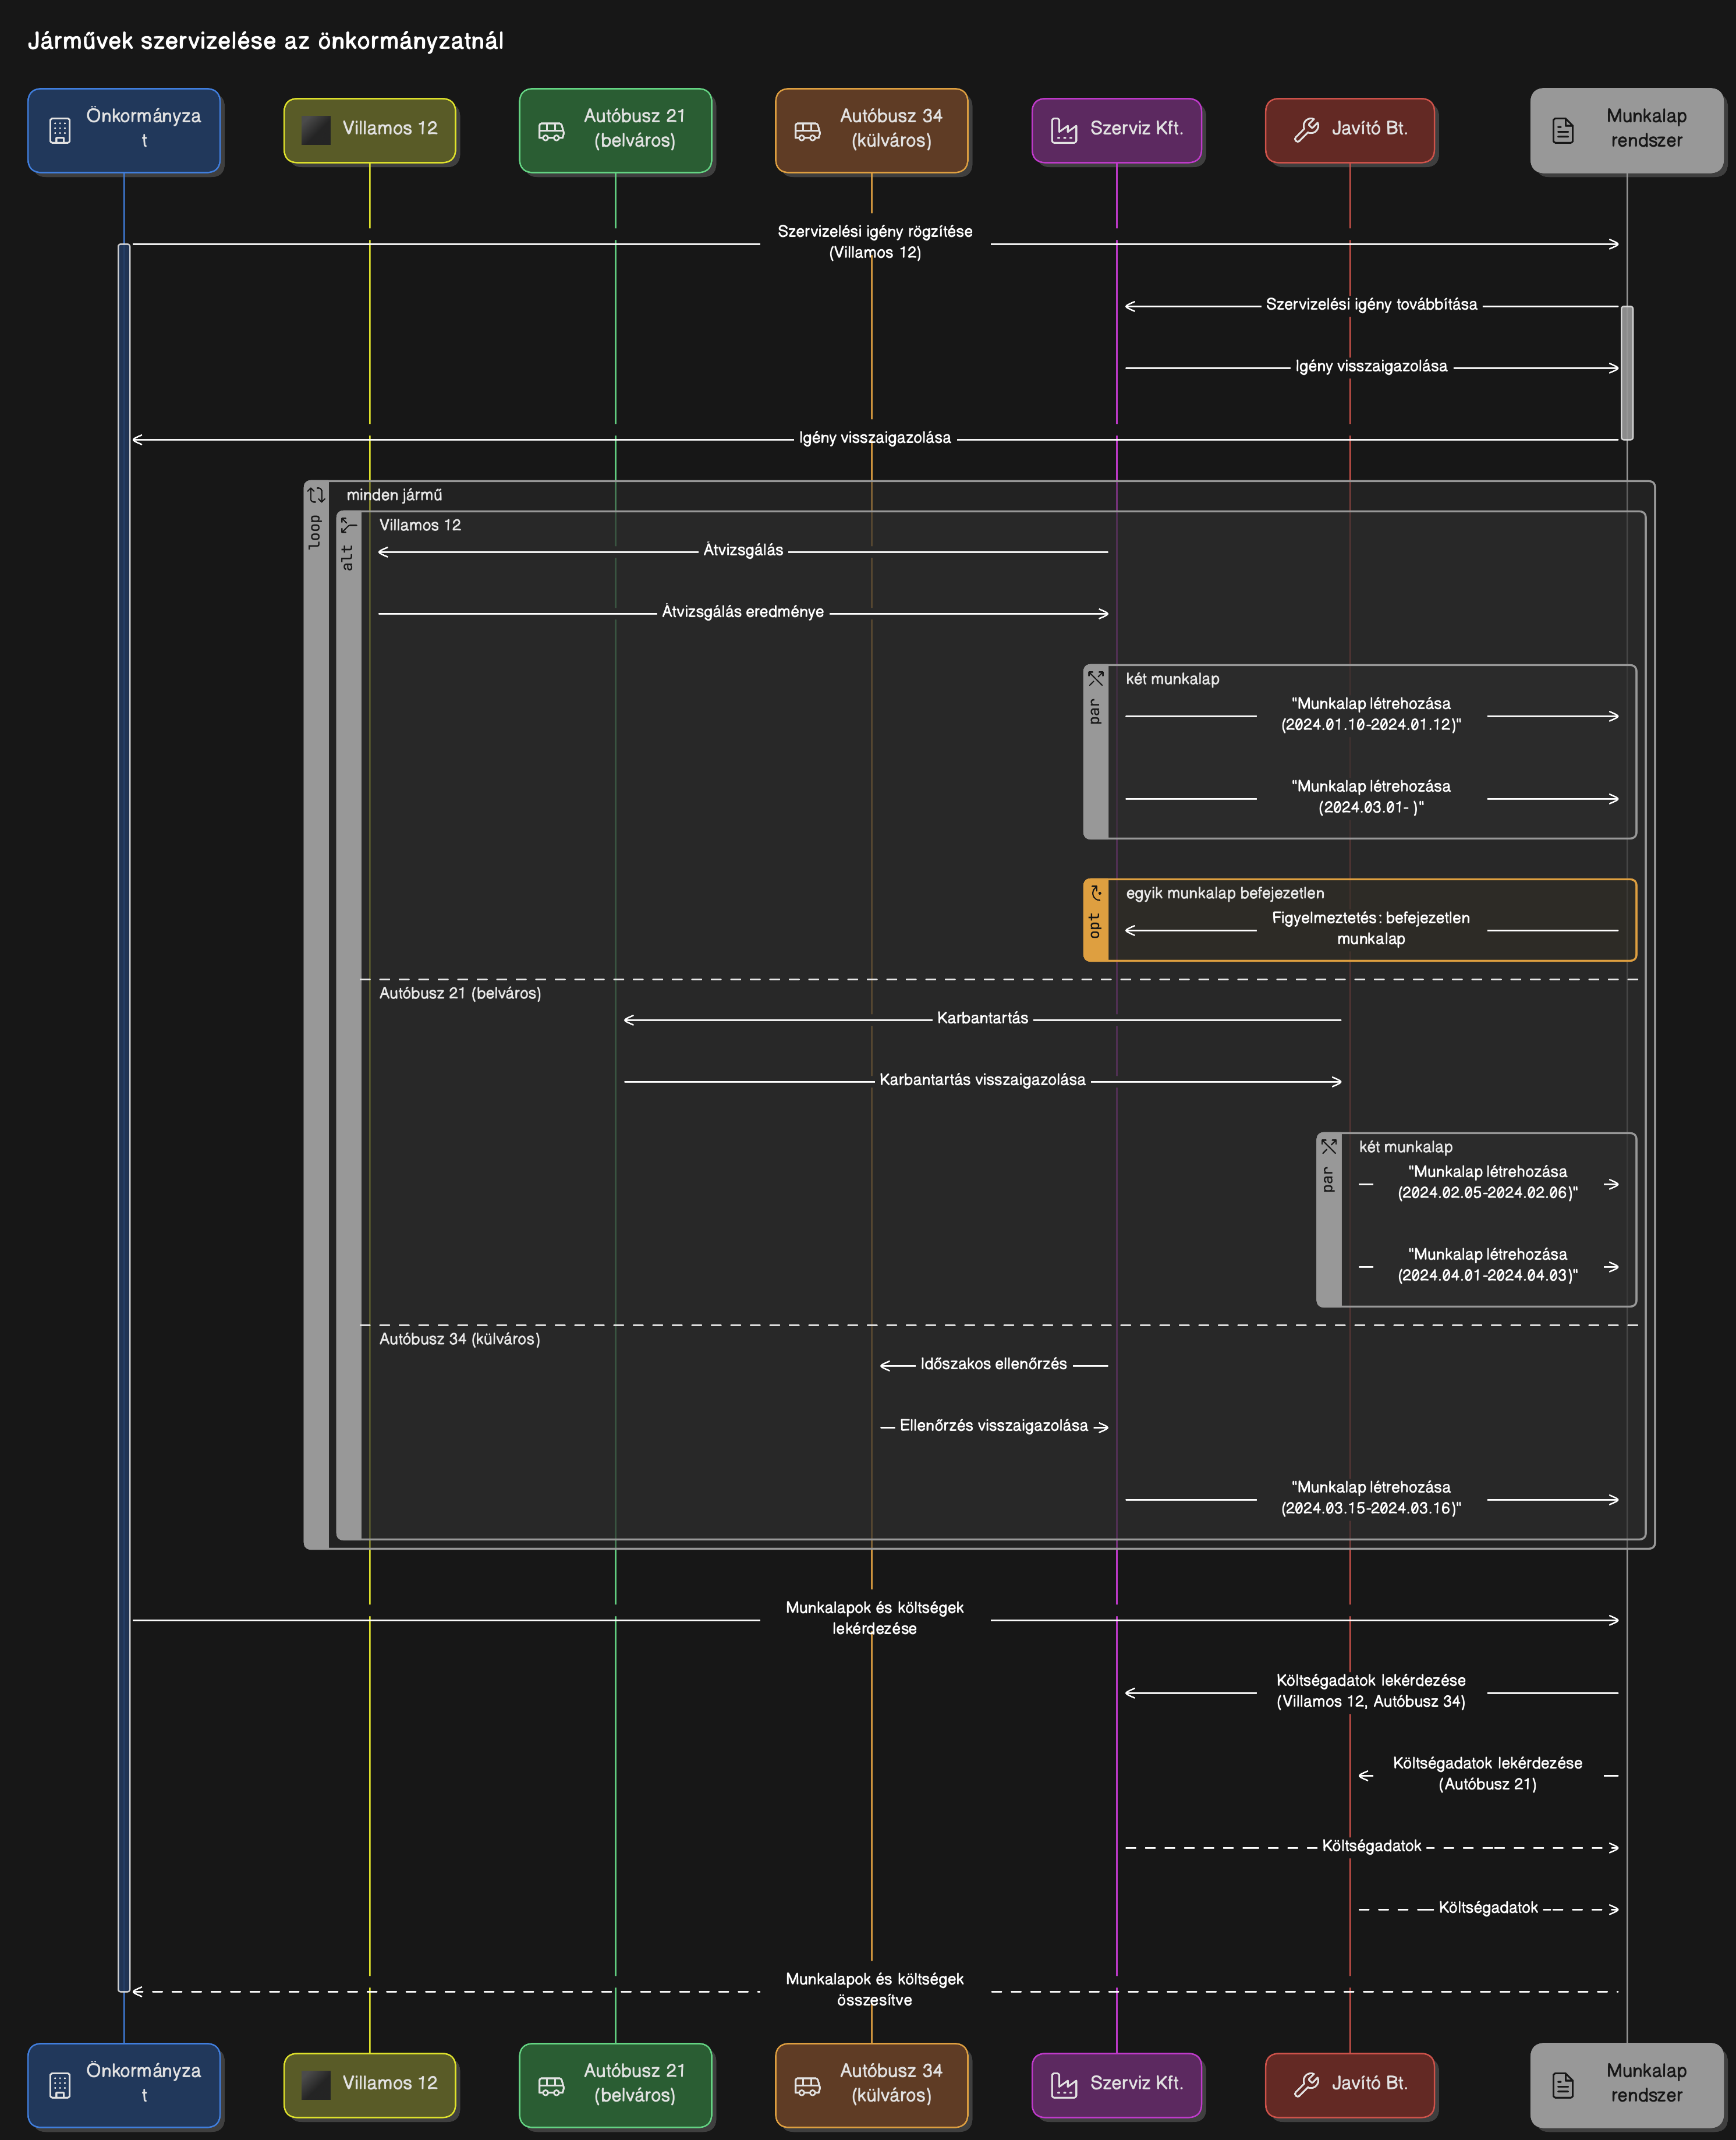 Járművek szervizelése az önkormányzatnál
Önkormányza
t
Villamos 12
Autóbusz 21
(belváros)
Autóbusz 34
(külváros)
Szerviz Kft.
Javító Bt.
Munkalap
rendszer
Szervizelési igény rögzítése
(Villamos 12)
Szervizelési igény továbbítása
Igény visszaigazolása
Igény visszaigazolása
loop
minden jármű
alt
Villamos 12
Átvizsgálás
Átvizsgálás eredménye
par
két munkalap
"Munkalap létrehozása
(2024.01.10-2024.01.12)"
"Munkalap létrehozása
(2024.03.01- )"
opt
egyik munkalap befejezetlen
Figyelmeztetés: befejezetlen
munkalap
Autóbusz 21 (belváros)
Karbantartás
Karbantartás visszaigazolása
par
két munkalap
"Munkalap létrehozása
(2024.02.05-2024.02.06)"
"Munkalap létrehozása
(2024.04.01-2024.04.03)"
Autóbusz 34 (külváros)
Időszakos ellenőrzés
Ellenőrzés visszaigazolása
"Munkalap létrehozása
(2024.03.15-2024.03.16)"
Munkalapok és költségek
lekérdezése
Költségadatok lekérdezése
(Villamos 12, Autóbusz 34)
Költségadatok lekérdezése
(Autóbusz 21)
Költségadatok
Költségadatok
Munkalapok és költségek
összesítve
Önkormányza
t
Villamos 12
Autóbusz 21
(belváros)
Autóbusz 34
(külváros)
Szerviz Kft.
Javító Bt.
Munkalap
rendszer